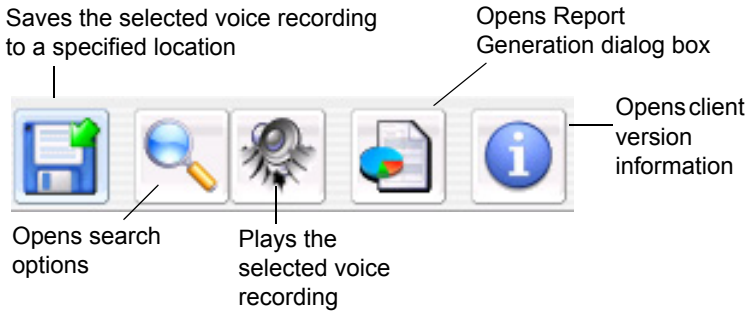 Saves the selected voice recording
to a specified location
Opens Report
Generation dialog box
Opens client
version
information
Opens search
options
Plays the
selected voice
recording